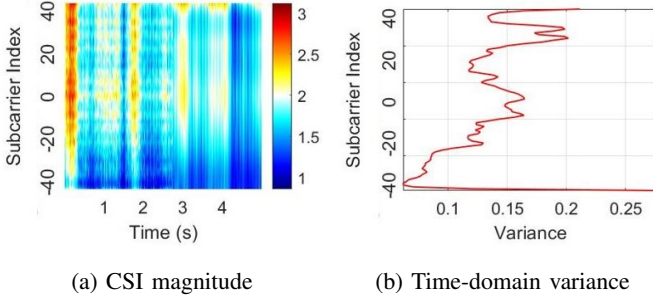 40
20
0
-20
-40
Subcarrier Index
1 2 3 4
Time (s)
3
2.5
2
1.5
1
40
20
0
-20
-40
Subcarrier Index
0.1 0.15 0.2 0.25
Variance
(a) CSI magnitude
(b) Time-domain variance